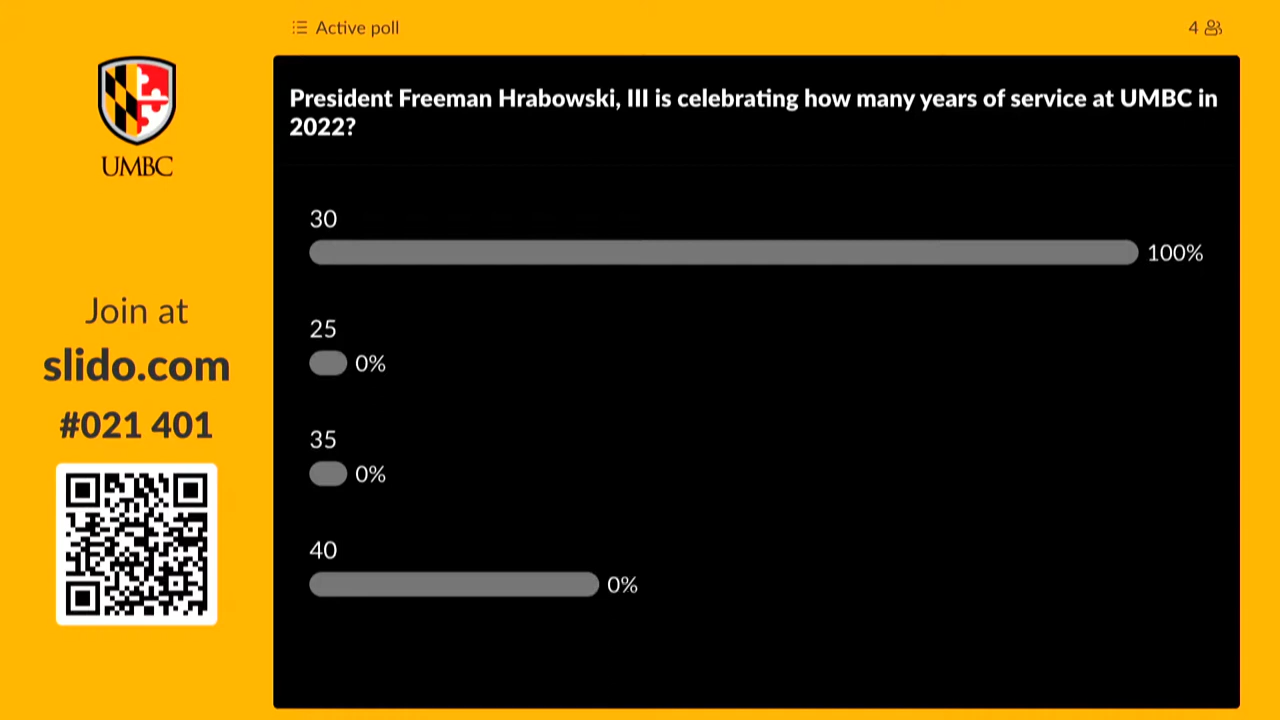 Active poll
4
UMBC
President Freeman Hrabowski, III is celebrating how many years of service at UMBC in
2022?
30
100%
25
0%
35
0%
40
0%
Join at
slido.com
#021 401